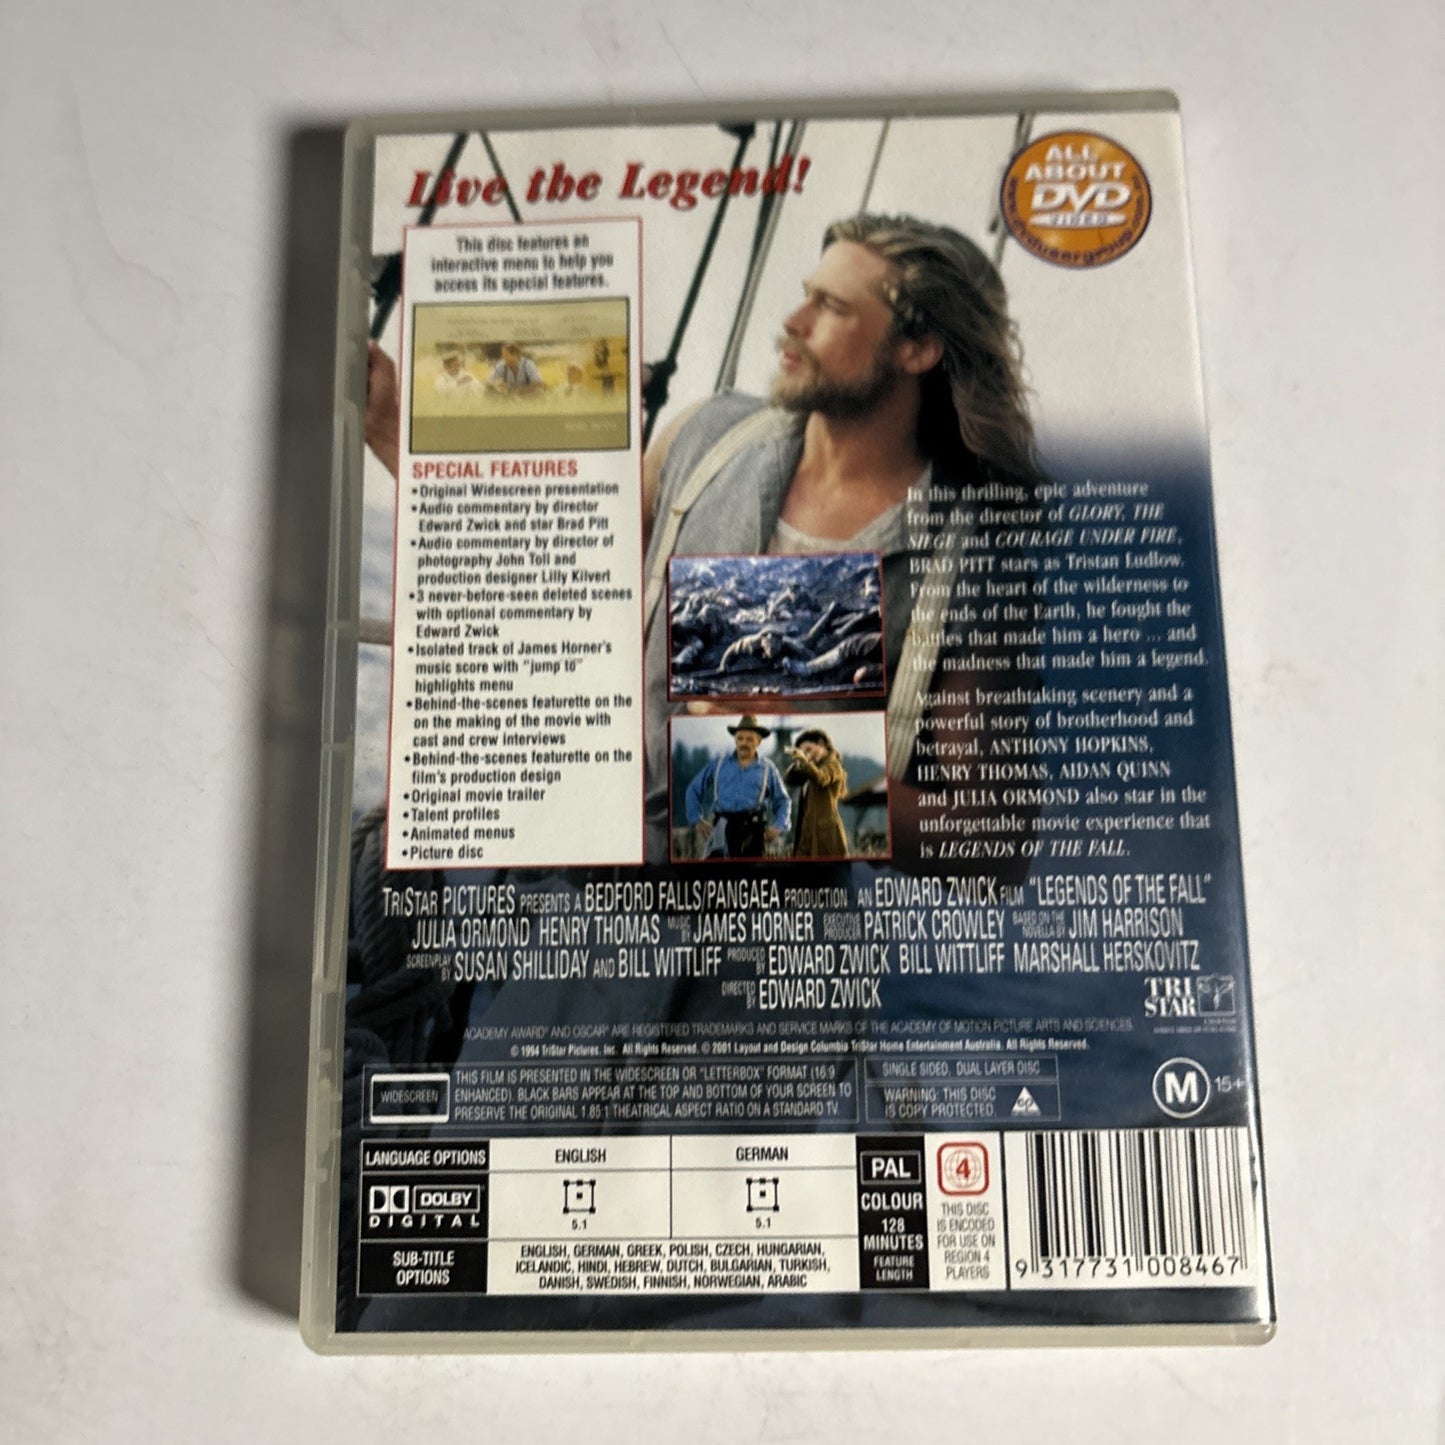 Live the Legend!
ALL
ABOUT
DVD
VIDEO
This disc features an
interactive menu to help you
access its special features.
SPECIAL FEATURES
•Original Widescreen presentation
•Audio commentary by director
Edward Zwick and star Brad Pitt
•Audio commentary by director of
photography John Toll and
production designer Lilly Kilvert
•3 never-before-seen deleted scenes
with optional commentary by
Edward Zwick
•Isolated track of James Horner's
music score with "jump to"
highlights menu
•Behind-the-scenes featurette on the
on the making of the movie with
cast and crew interviews
•Behind-the-scenes featurette on the
film's production design
•Original movie trailer
•Talent profiles
•Animated menus
•Picture disc
In this thrilling, epic adventure
from the director of GLORY, THE
SIEGE and COURAGE UNDER FIRE,
BRAD PITT stars as Tristan Ludlow.
From the heart of the wilderness to
the ends of the Earth, he fought the
battles that made him a hero ... and
the madness that made him a legend.
Against breathtaking scenery and a
powerful story of brotherhood and
betrayal, ANTHONY HOPKINS,
HENRY THOMAS, AIDAN QUINN
and JULIA ORMOND also star in the
unforgettable movie experience that
is LEGENDS OF THE FALL.
TRISTAR PICTURES PRESENTS A BEDFORD FALLS/PANGAEA PRODUCTION AN EDWARD ZWICK FILM "LEGENDS OF THE FALL"
JULIA ORMOND HENRY THOMAS MUSIC BY JAMES HORNER EXECUTIVE PRODUCER PATRICK CROWLEY BASED ON THE NOVELLA BY JIM HARRISON
SCREENPLAY BY SUSAN SHILLIDAY AND BILL WITTLIFF PRODUCED BY EDWARD ZWICK BILL WITTLIFF MARSHALL HERSKOVITZ
DIRECTED BY EDWARD ZWICK
TRI
STAR
ACADEMY AWARD® AND OSCAR® ARE REGISTERED TRADEMARKS AND SERVICE MARKS OF THE ACADEMY OF MOTION PICTURE ARTS AND SCIENCES.
© 1994 TriStar Pictures, Inc. All Rights Reserved. © 2001 Layout and Design Columbia TriStar Home Entertainment Australia. All Rights Reserved.
WIDESCREEN
THIS FILM IS PRESENTED IN THE WIDESCREEN OR "LETTERBOX" FORMAT (16:9
ENHANCED). BLACK BARS APPEAR AT THE TOP AND BOTTOM OF YOUR SCREEN TO
PRESERVE THE ORIGINAL 1.85:1 THEATRICAL ASPECT RATIO ON A STANDARD TV.
SINGLE SIDED, DUAL LAYER DISC
WARNING: THIS DISC
IS COPY PROTECTED.
cp
M 15+
LANGUAGE OPTIONS
ENGLISH
GERMAN
DOLBY
DIGITAL
5.1
5.1
SUB-TITLE
OPTIONS
ENGLISH, GERMAN, GREEK, POLISH, CZECH, HUNGARIAN,
ICELANDIC, HINDI, HEBREW, DUTCH, BULGARIAN, TURKISH,
DANISH, SWEDISH, FINNISH, NORWEGIAN, ARABIC
PAL
COLOUR
128
MINUTES
FEATURE
LENGTH
4
THIS DISC
IS ENCODED
FOR USE ON
REGION 4
PLAYERS
9 317731 008467